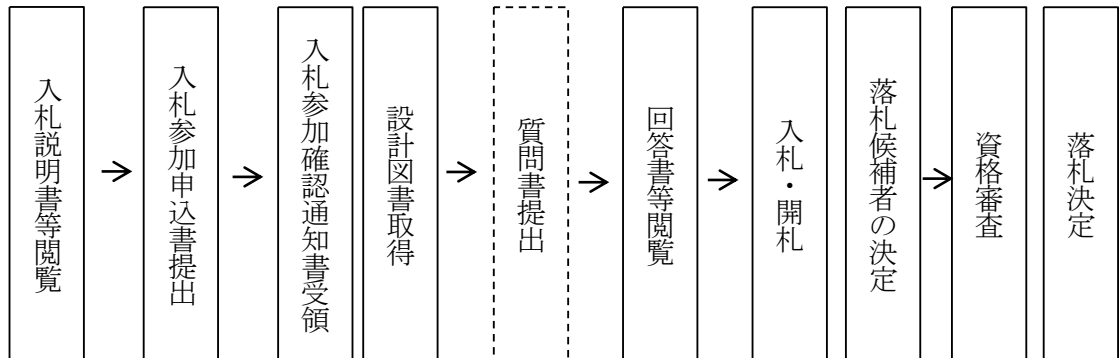 入札説明書等閲覧
入札参加申込書提出
入札参加確認通知書受領
設計図書取得
質問書提出
回答書等閲覧
入札・開札
落札候補者の決定
資格審査
落札決定